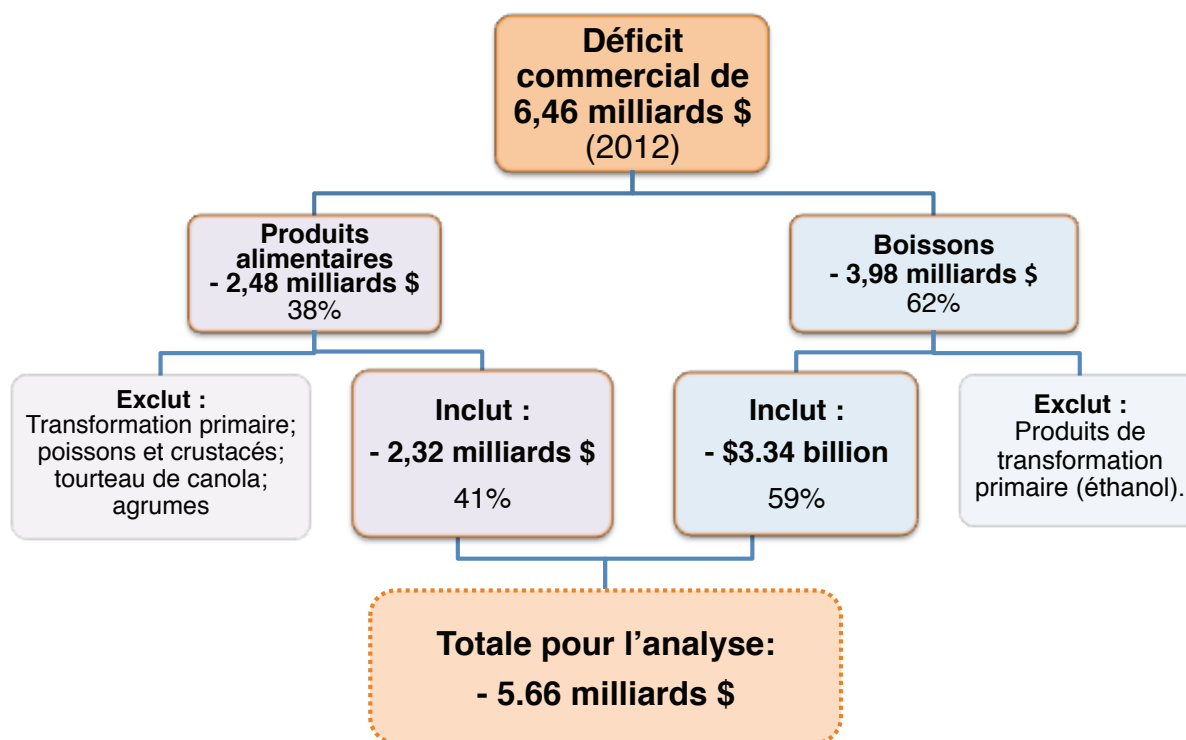 Déficit
commercial de
6,46 milliards $
(2012)
Produits
alimentaires
- 2,48 milliards $
38%
Boissons
- 3,98 milliards $
62%
Exclut :
Transformation primaire;
poissons et crustacés;
tourteau de canola;
agrumes
Inclut :
- 2,32 milliards $
41%
Inclut :
- $3.34 billion
59%
Exclut :
Produits de
transformation
primaire (éthanol).
Totale pour l'analyse:
- 5.66 milliards $